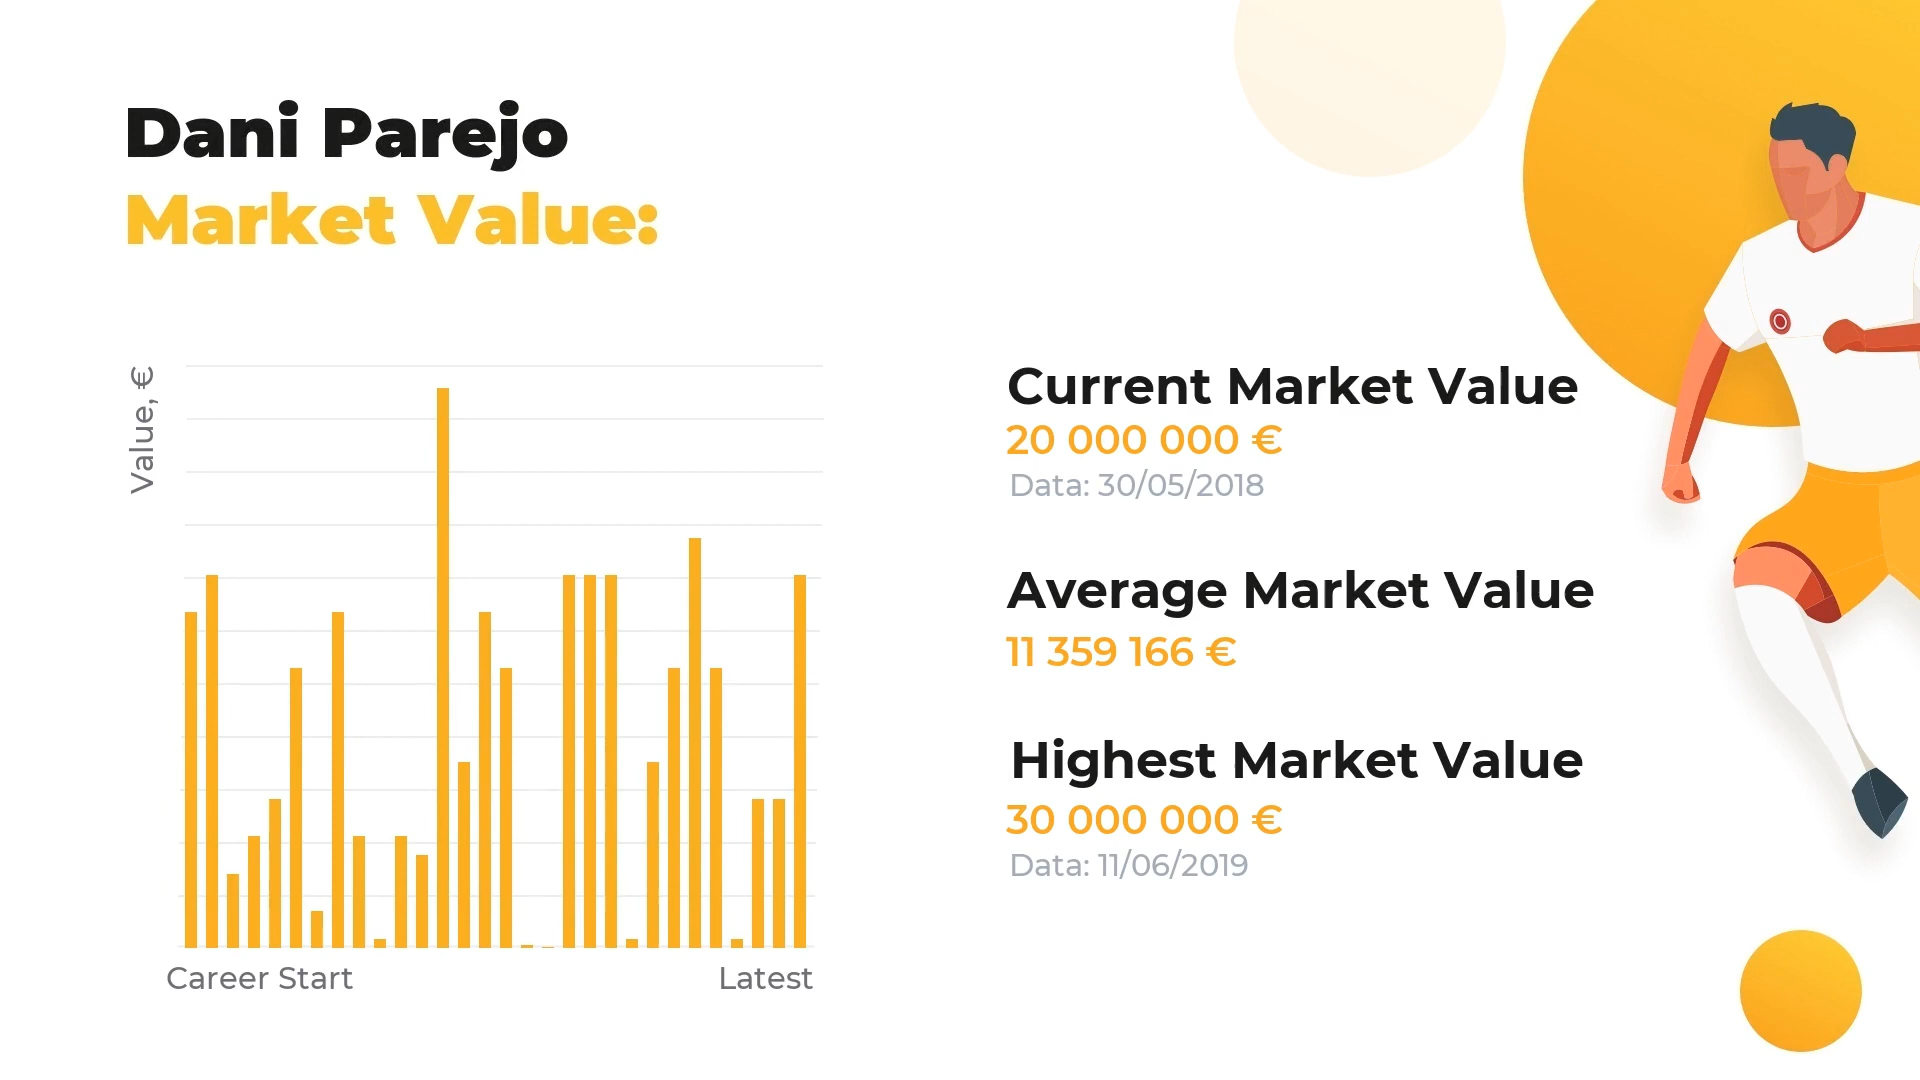 Dani Parejo
Market Value:
Value, €
Career Start
Latest
Current Market Value
20 000 000 €
Data: 30/05/2018
Average Market Value
11 359 166 €
Highest Market Value
30 000 000 €
Data: 11/06/2019